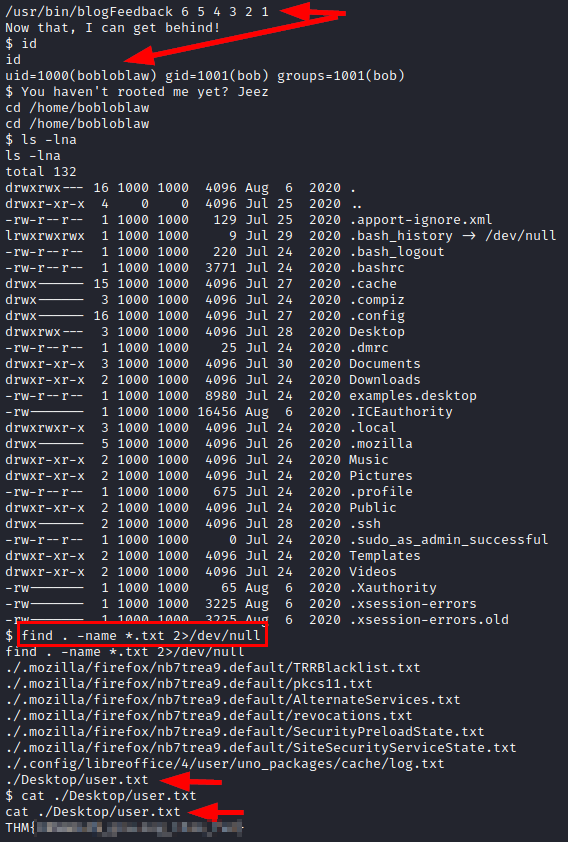 /usr/bin/blogFeedback 6 5 4 3 2 1
Now that, I can get behind!
$ id
id
uid=1000(bobloblaw) gid=1001(bob) groups=1001(bob)
$ You haven't rooted me yet? Jeez
cd /home/bobloblaw
cd /home/bobloblaw
$ ls -lna
ls -lna
total 132
drwxrwx--- 16 1000 1000  4096 Aug  6  2020 .
drwxr-xr-x  4    0    0  4096 Jul 25  2020 ..
-rw-r--r--  1 1000 1000   129 Jul 25  2020 .apport-ignore.xml
lrwxrwxrwx  1 1000 1000     9 Jul 29  2020 .bash_history -> /dev/null
-rw-r--r--  1 1000 1000   220 Jul 24  2020 .bash_logout
-rw-r--r--  1 1000 1000  3771 Jul 24  2020 .bashrc
drwx------ 15 1000 1000  4096 Jul 27  2020 .cache
drwx------  3 1000 1000  4096 Jul 24  2020 .compiz
drwx------ 16 1000 1000  4096 Jul 27  2020 .config
drwxrwx---  3 1000 1000  4096 Jul 28  2020 Desktop
-rw-r--r--  1 1000 1000    25 Jul 24  2020 .dmrc
drwxr-xr-x  3 1000 1000  4096 Jul 30  2020 Documents
drwxr-xr-x  2 1000 1000  4096 Jul 24  2020 Downloads
-rw-r--r--  1 1000 1000  8980 Jul 24  2020 examples.desktop
-rw-------  1 1000 1000 16456 Aug  6  2020 .ICEauthority
drwxrwxr-x  3 1000 1000  4096 Jul 24  2020 .local
drwx------  5 1000 1000  4096 Jul 26  2020 .mozilla
drwxr-xr-x  2 1000 1000  4096 Jul 24  2020 Music
drwxr-xr-x  2 1000 1000  4096 Jul 24  2020 Pictures
-rw-r--r--  1 1000 1000   675 Jul 24  2020 .profile
drwxr-xr-x  2 1000 1000  4096 Jul 24  2020 Public
drwx------  2 1000 1000  4096 Jul 28  2020 .ssh
-rw-r--r--  1 1000 1000     0 Jul 24  2020 .sudo_as_admin_successful
drwxr-xr-x  2 1000 1000  4096 Jul 24  2020 Templates
drwxr-xr-x  2 1000 1000  4096 Jul 24  2020 Videos
-rw-------  1 1000 1000    65 Aug  6  2020 .Xauthority
-rw-------  1 1000 1000  3225 Aug  6  2020 .xsession-errors
-rw-------  1 1000 1000  3225 Aug  6  2020 .xsession-errors.old
$ find . -name *.txt 2>/dev/null
find . -name *.txt 2>/dev/null
./.mozilla/firefox/nb7trea9.default/TRRBlacklist.txt
./.mozilla/firefox/nb7trea9.default/pkcs11.txt
./.mozilla/firefox/nb7trea9.default/AlternateServices.txt
./.mozilla/firefox/nb7trea9.default/revocations.txt
./.mozilla/firefox/nb7trea9.default/SecurityPreloadState.txt
./.mozilla/firefox/nb7trea9.default/SiteSecurityServiceState.txt
./.config/libreoffice/4/user/uno_packages/cache/log.txt
./Desktop/user.txt
$ cat ./Desktop/user.txt
cat ./Desktop/user.txt
THM{